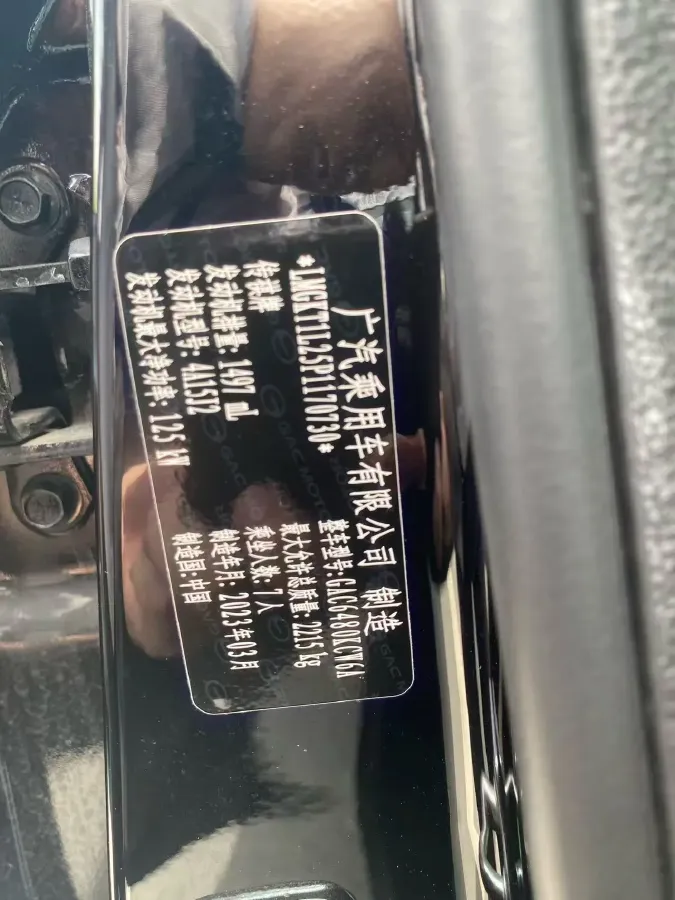 广汽乘用车有限公司 制造
*LMGKT1L25P1170730*
整车型号:GAC6480KCW6A
传祺牌
最大允许总质量: 2215 kg
发动机排量: 1497 mL
乘坐人数: 7人
发动机型号: 4A15J2
制造年月: 2023年03月
发动机最大净功率: 125 kW
制造国: 中国
GAC MOTOR